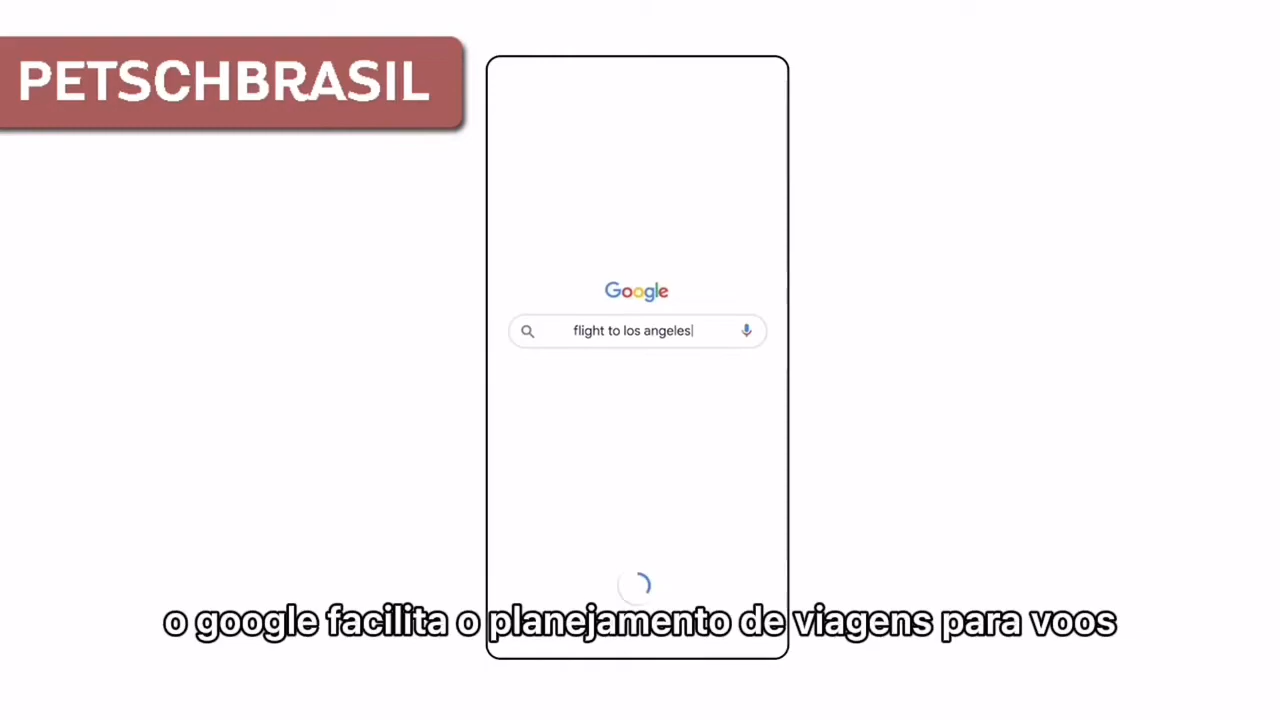 PETSCHBRASIL
Google
flight to los angeles
o google facilita o planejamento de viagens para voos